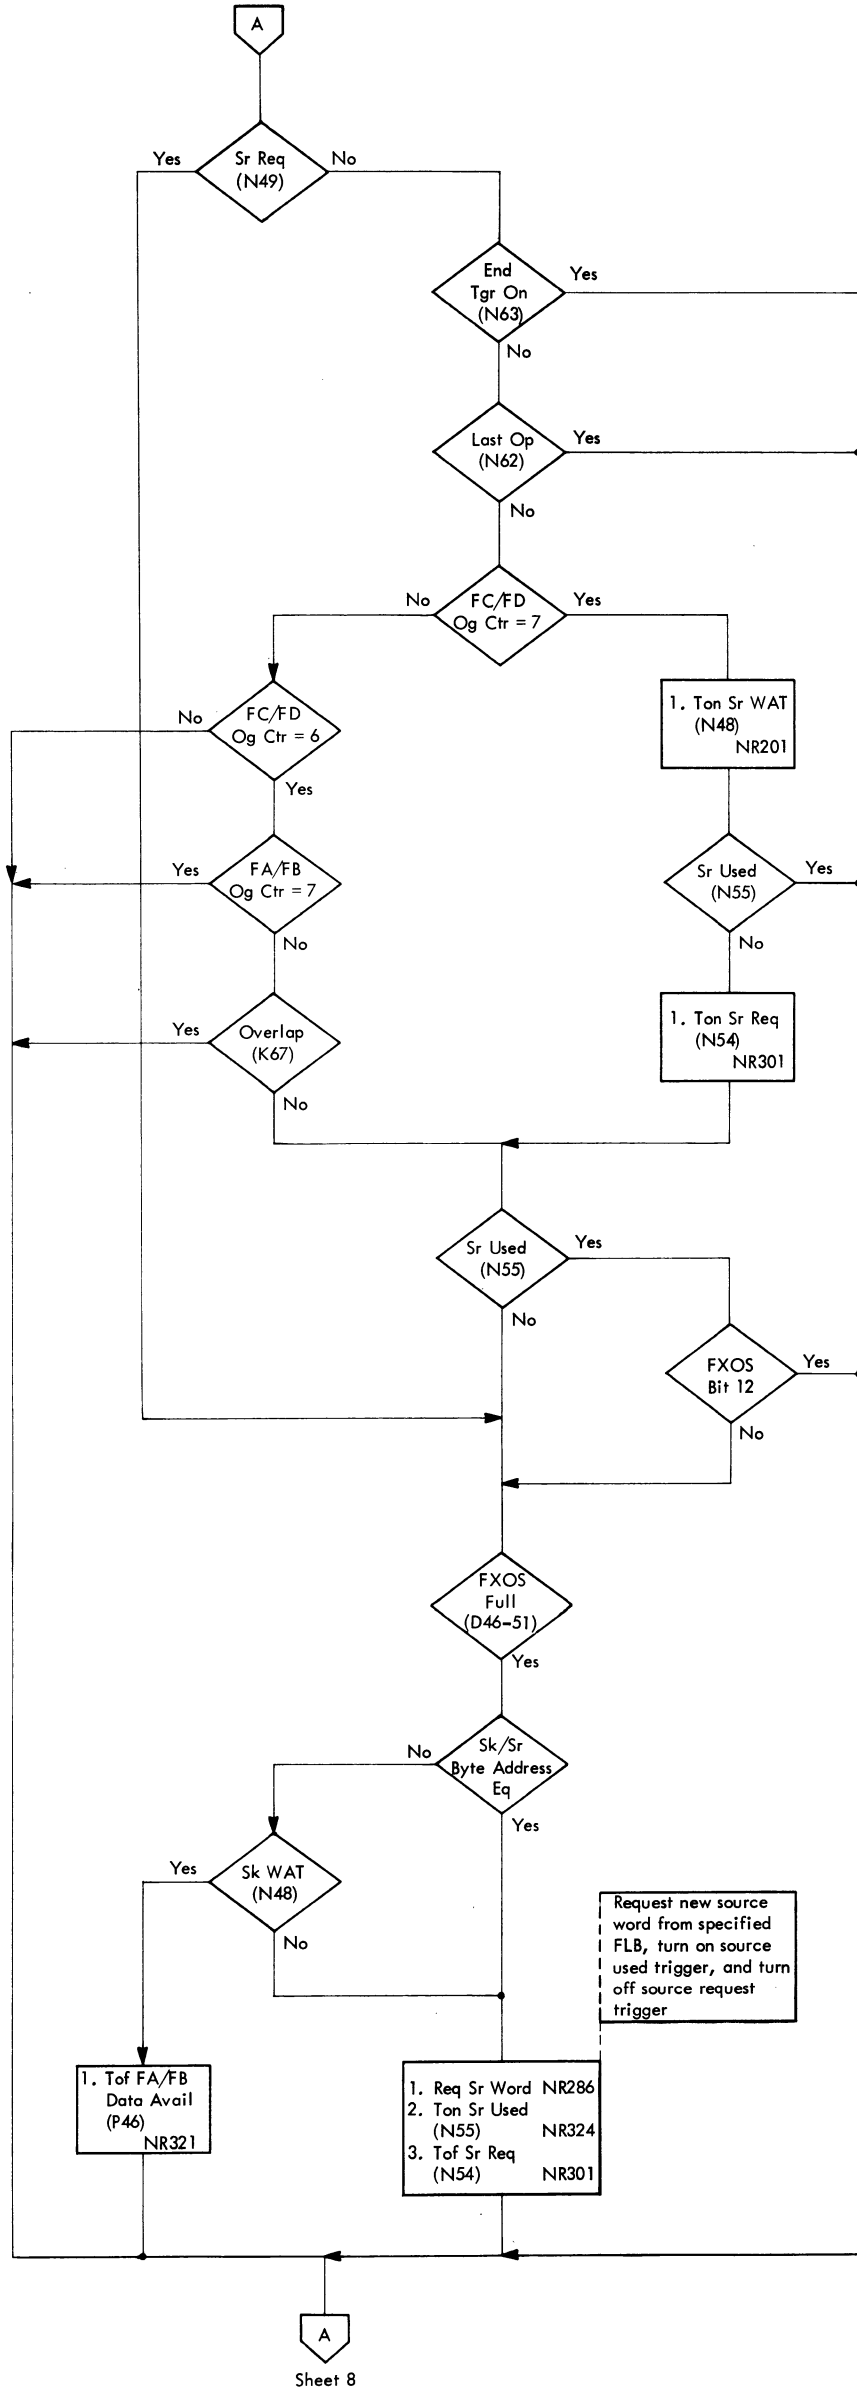 A
Yes
Sr Req
(N49)
No
End
Tgr On
(N63)
Yes
No
Last Op
(N62)
Yes
No
No
FC/FD
Og Ctr = 7
Yes
No
FC/FD
Og Ctr = 6
Yes
1. Ton Sr WAT
(N48)
NR201
Yes
FA/FB
Og Ctr = 7
No
Sr Used
(N55)
Yes
No
Yes
Overlap
(K67)
No
1. Ton Sr Req
(N54)
NR301
Sr Used
(N55)
Yes
No
FXOS
Bit 12
Yes
No
FXOS
Full
(D46-51)
Yes
No
Sk/Sr
Byte Address
Eq
Yes
Yes
Sk WAT
(N48)
No
Request new source
word from specified
FLB, turn on source
used trigger, and turn
off source request
trigger
1. Tof FA/FB
Data Avail
(P46)
NR321
1. Req Sr Word NR286
2. Ton Sr Used
(N55) NR324
3. Tof Sr Req
(N54) NR301
A
Sheet 8